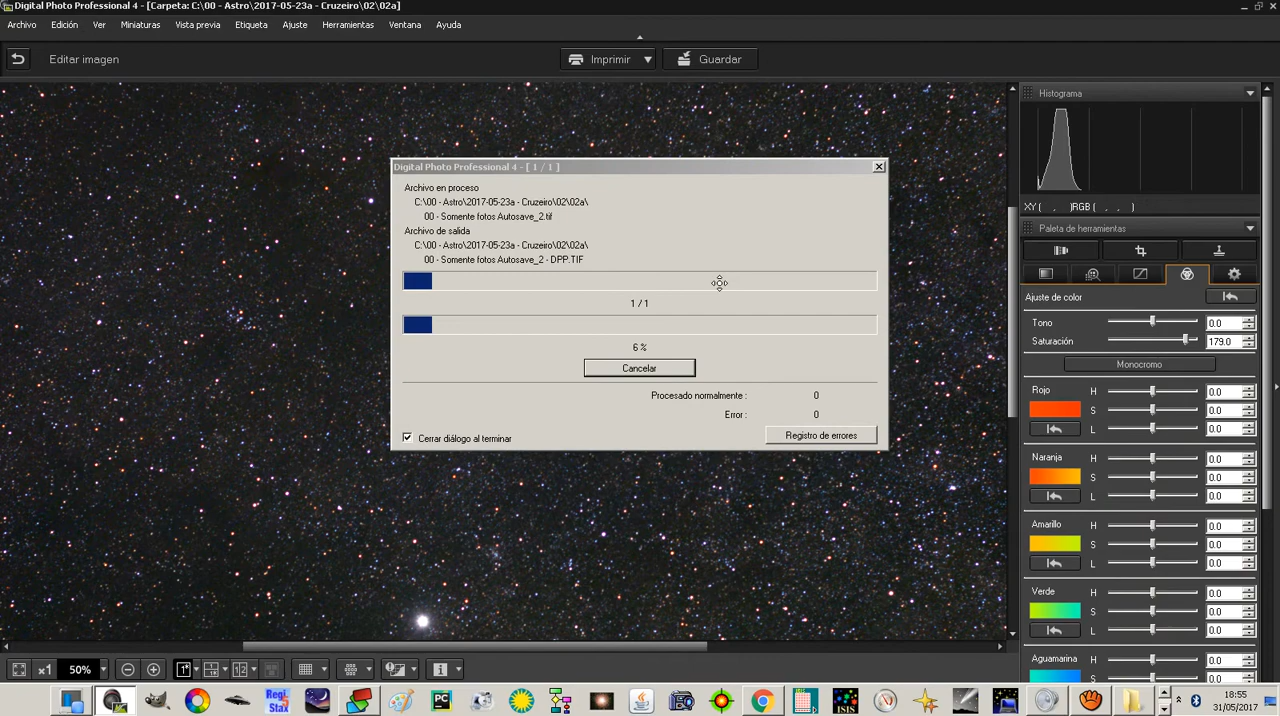 Digital Photo Professional 4 - [Carpeta: C:\00 - Astro\2017-05-23a - Cruzeiro\02\02a]
Archivo Edición Ver Miniaturas Vista previa Etiqueta Ajuste Herramientas Ventana Ayuda
Editar imagen
Imprimir
Guardar
Histograma
XY ( , ) RGB ( , , )
Digital Photo Professional 4 - [ 1 / 1 ]
Archivo en proceso
C:\00 - Astro\2017-05-23a - Cruzeiro\02\02a\
00 - Somente fotos Autosave_2.tif
Archivo de salida
C:\00 - Astro\2017-05-23a - Cruzeiro\02\02a\
00 - Somente fotos Autosave_2 - DPP.TIF
1 / 1
6 %
Cancelar
Procesado normalmente : 0
Error : 0
Cerrar diálogo al terminar
Registro de errores
Paleta de herramientas
Ajuste de color
Tono 0.0
Saturación 179.0
Monocromo
Rojo H 0.0
S 0.0
L 0.0
Naranja H 0.0
S 0.0
L 0.0
Amarillo H 0.0
S 0.0
L 0.0
Verde H 0.0
S 0.0
L 0.0
Aguamarina H 0.0
S 0.0
x1 50%
Regi Stax
PC
ISIS
18:55
31/05/2017